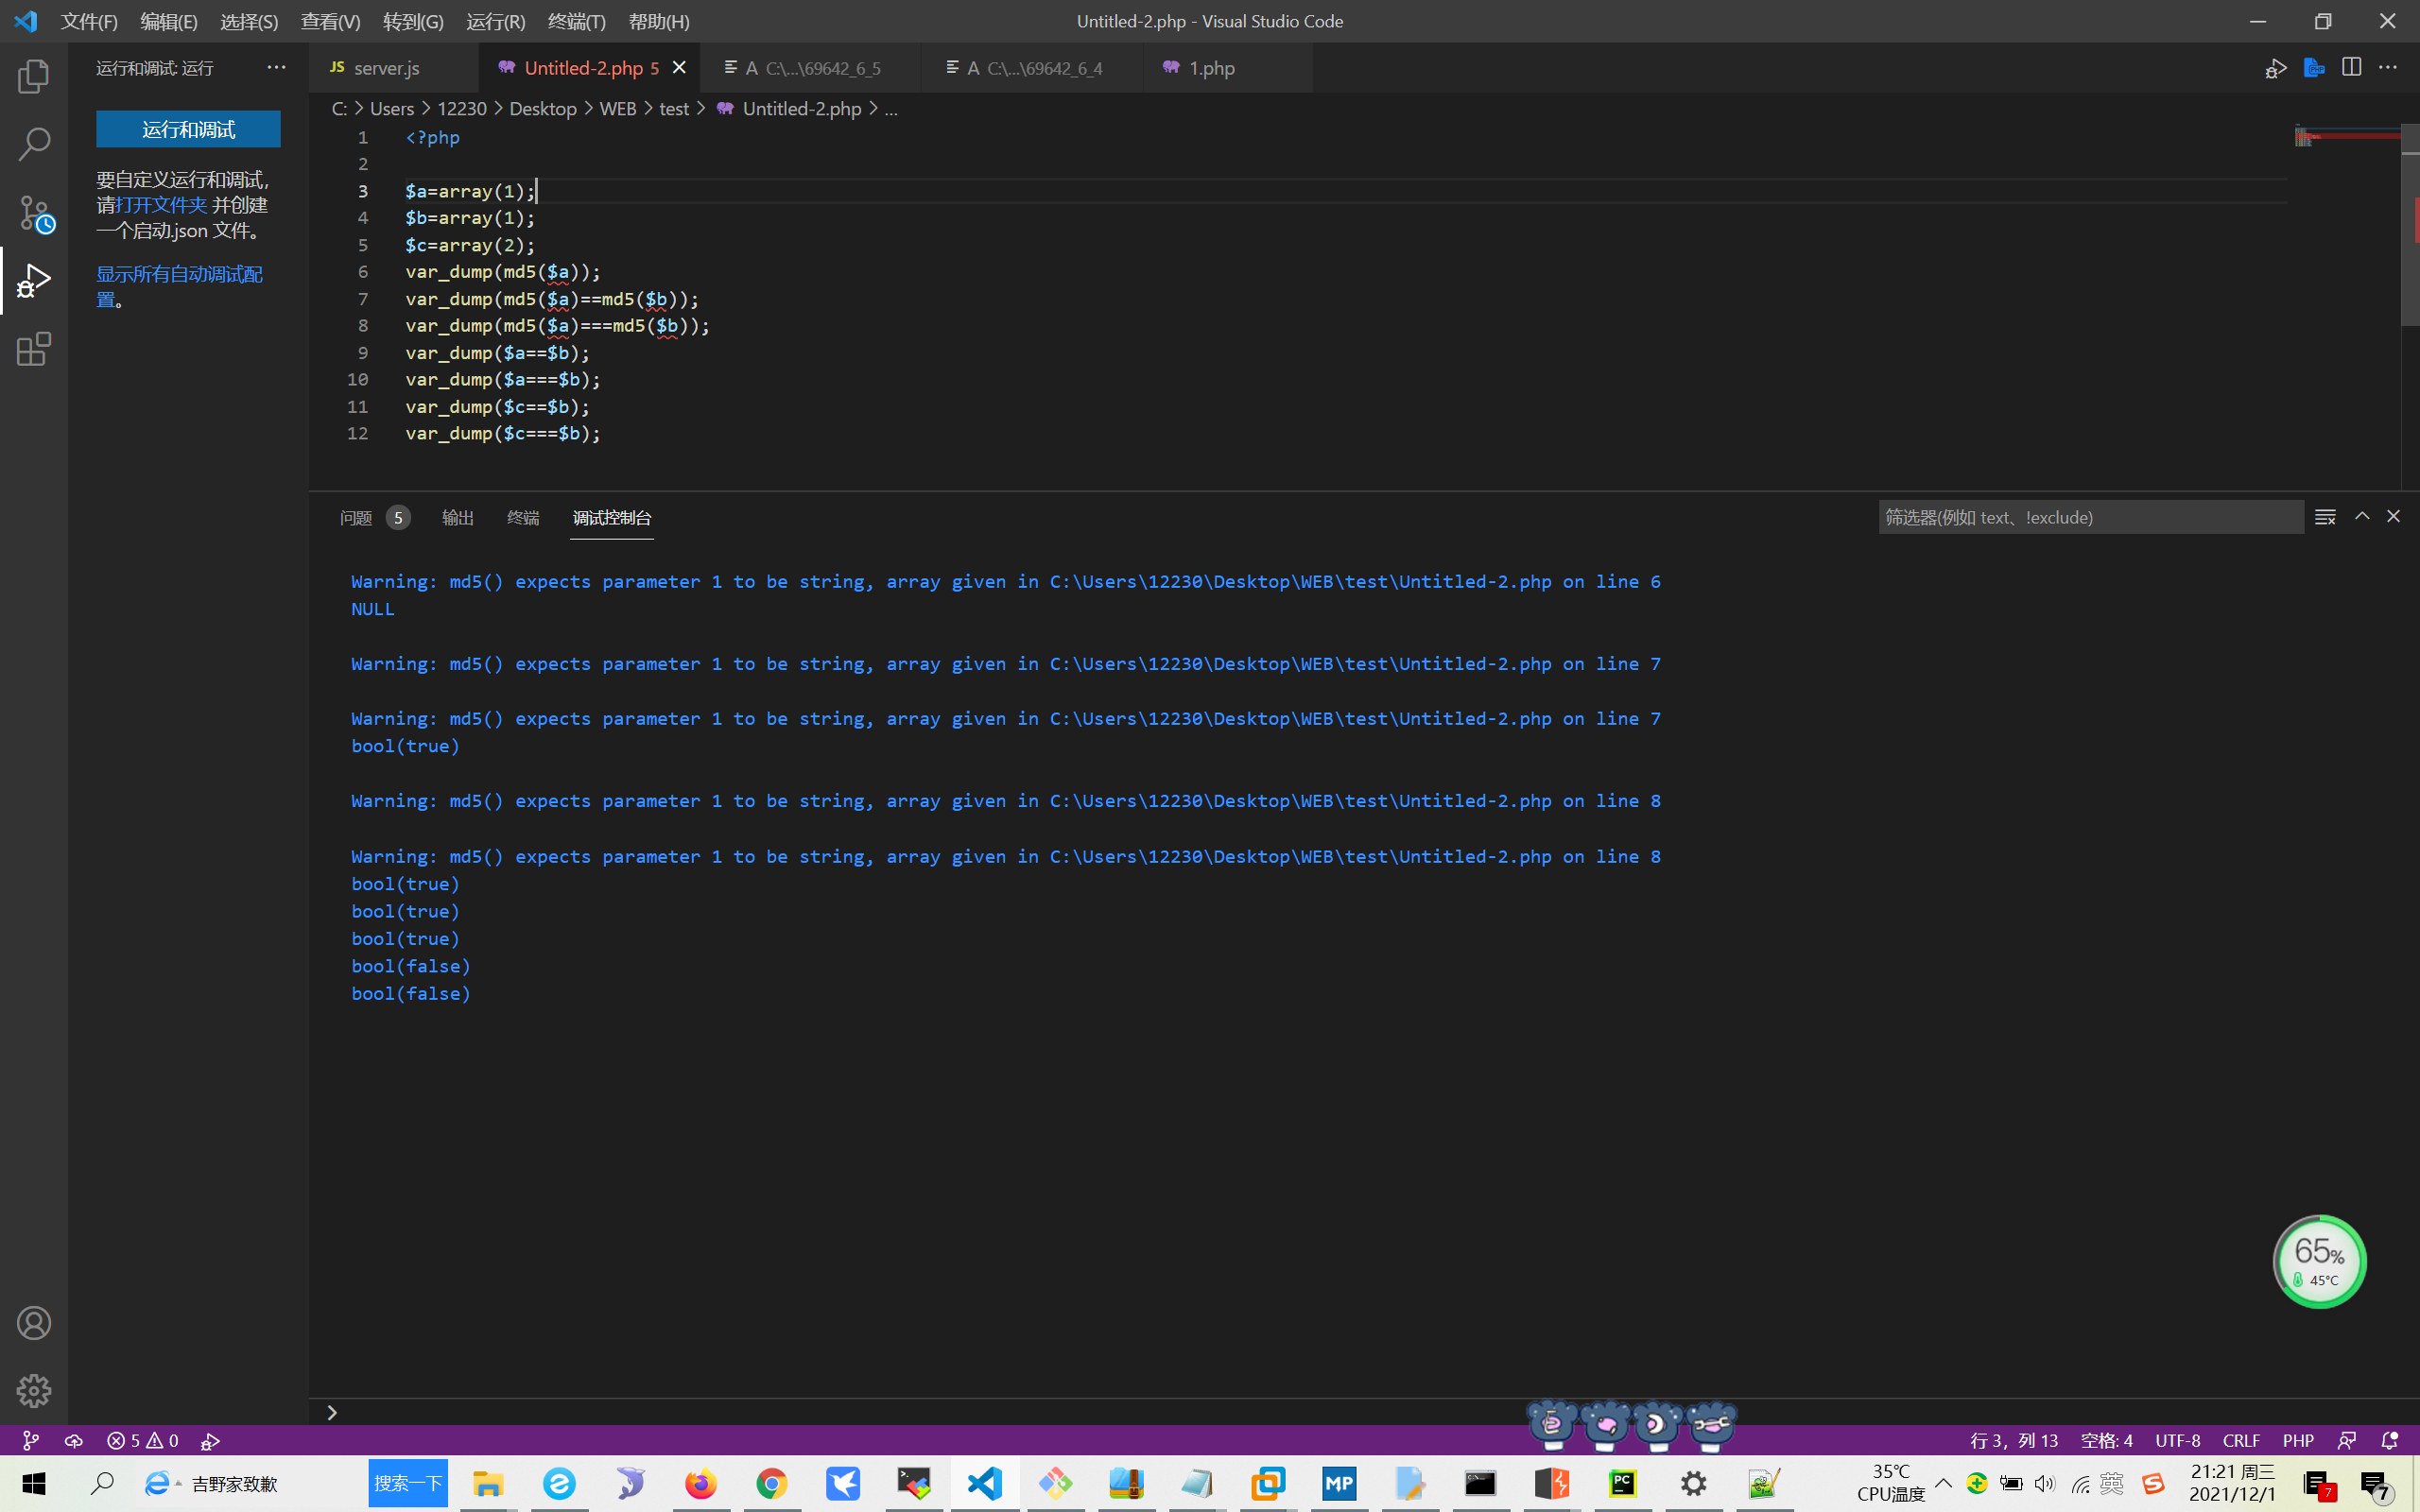 文件(F) 编辑(E) 选择(S) 查看(V) 转到(G) 运行(R) 终端(T) 帮助(H) Untitled-2.php - Visual Studio Code
运行和调试: 运行 ···
JS server.js Untitled-2.php 5 A C:\...\69642_6_5 A C:\...\69642_6_4 1.php
C: > Users > 12230 > Desktop > WEB > test > Untitled-2.php > ...
运行和调试
要自定义运行和调试,
请打开文件夹 并创建
一个启动.json 文件。
显示所有自动调试配
置。
1 <?php
2
3 $a=array(1);
4 $b=array(1);
5 $c=array(2);
6 var_dump(md5($a));
7 var_dump(md5($a)==md5($b));
8 var_dump(md5($a)===md5($b));
9 var_dump($a==$b);
10 var_dump($a===$b);
11 var_dump($c==$b);
12 var_dump($c===$b);
问题 5 输出 终端 调试控制台 筛选器(例如 text、!exclude)
Warning: md5() expects parameter 1 to be string, array given in C:\Users\12230\Desktop\WEB\test\Untitled-2.php on line 6
NULL
Warning: md5() expects parameter 1 to be string, array given in C:\Users\12230\Desktop\WEB\test\Untitled-2.php on line 7
Warning: md5() expects parameter 1 to be string, array given in C:\Users\12230\Desktop\WEB\test\Untitled-2.php on line 7
bool(true)
Warning: md5() expects parameter 1 to be string, array given in C:\Users\12230\Desktop\WEB\test\Untitled-2.php on line 8
Warning: md5() expects parameter 1 to be string, array given in C:\Users\12230\Desktop\WEB\test\Untitled-2.php on line 8
bool(true)
bool(true)
bool(true)
bool(false)
bool(false)
65%
45°C
5 0 行 3，列 13 空格: 4 UTF-8 CRLF PHP
吉野家致歉 搜索一下 MP PC 35℃ 英 21:21 周三 7
CPU温度 2021/12/1 7